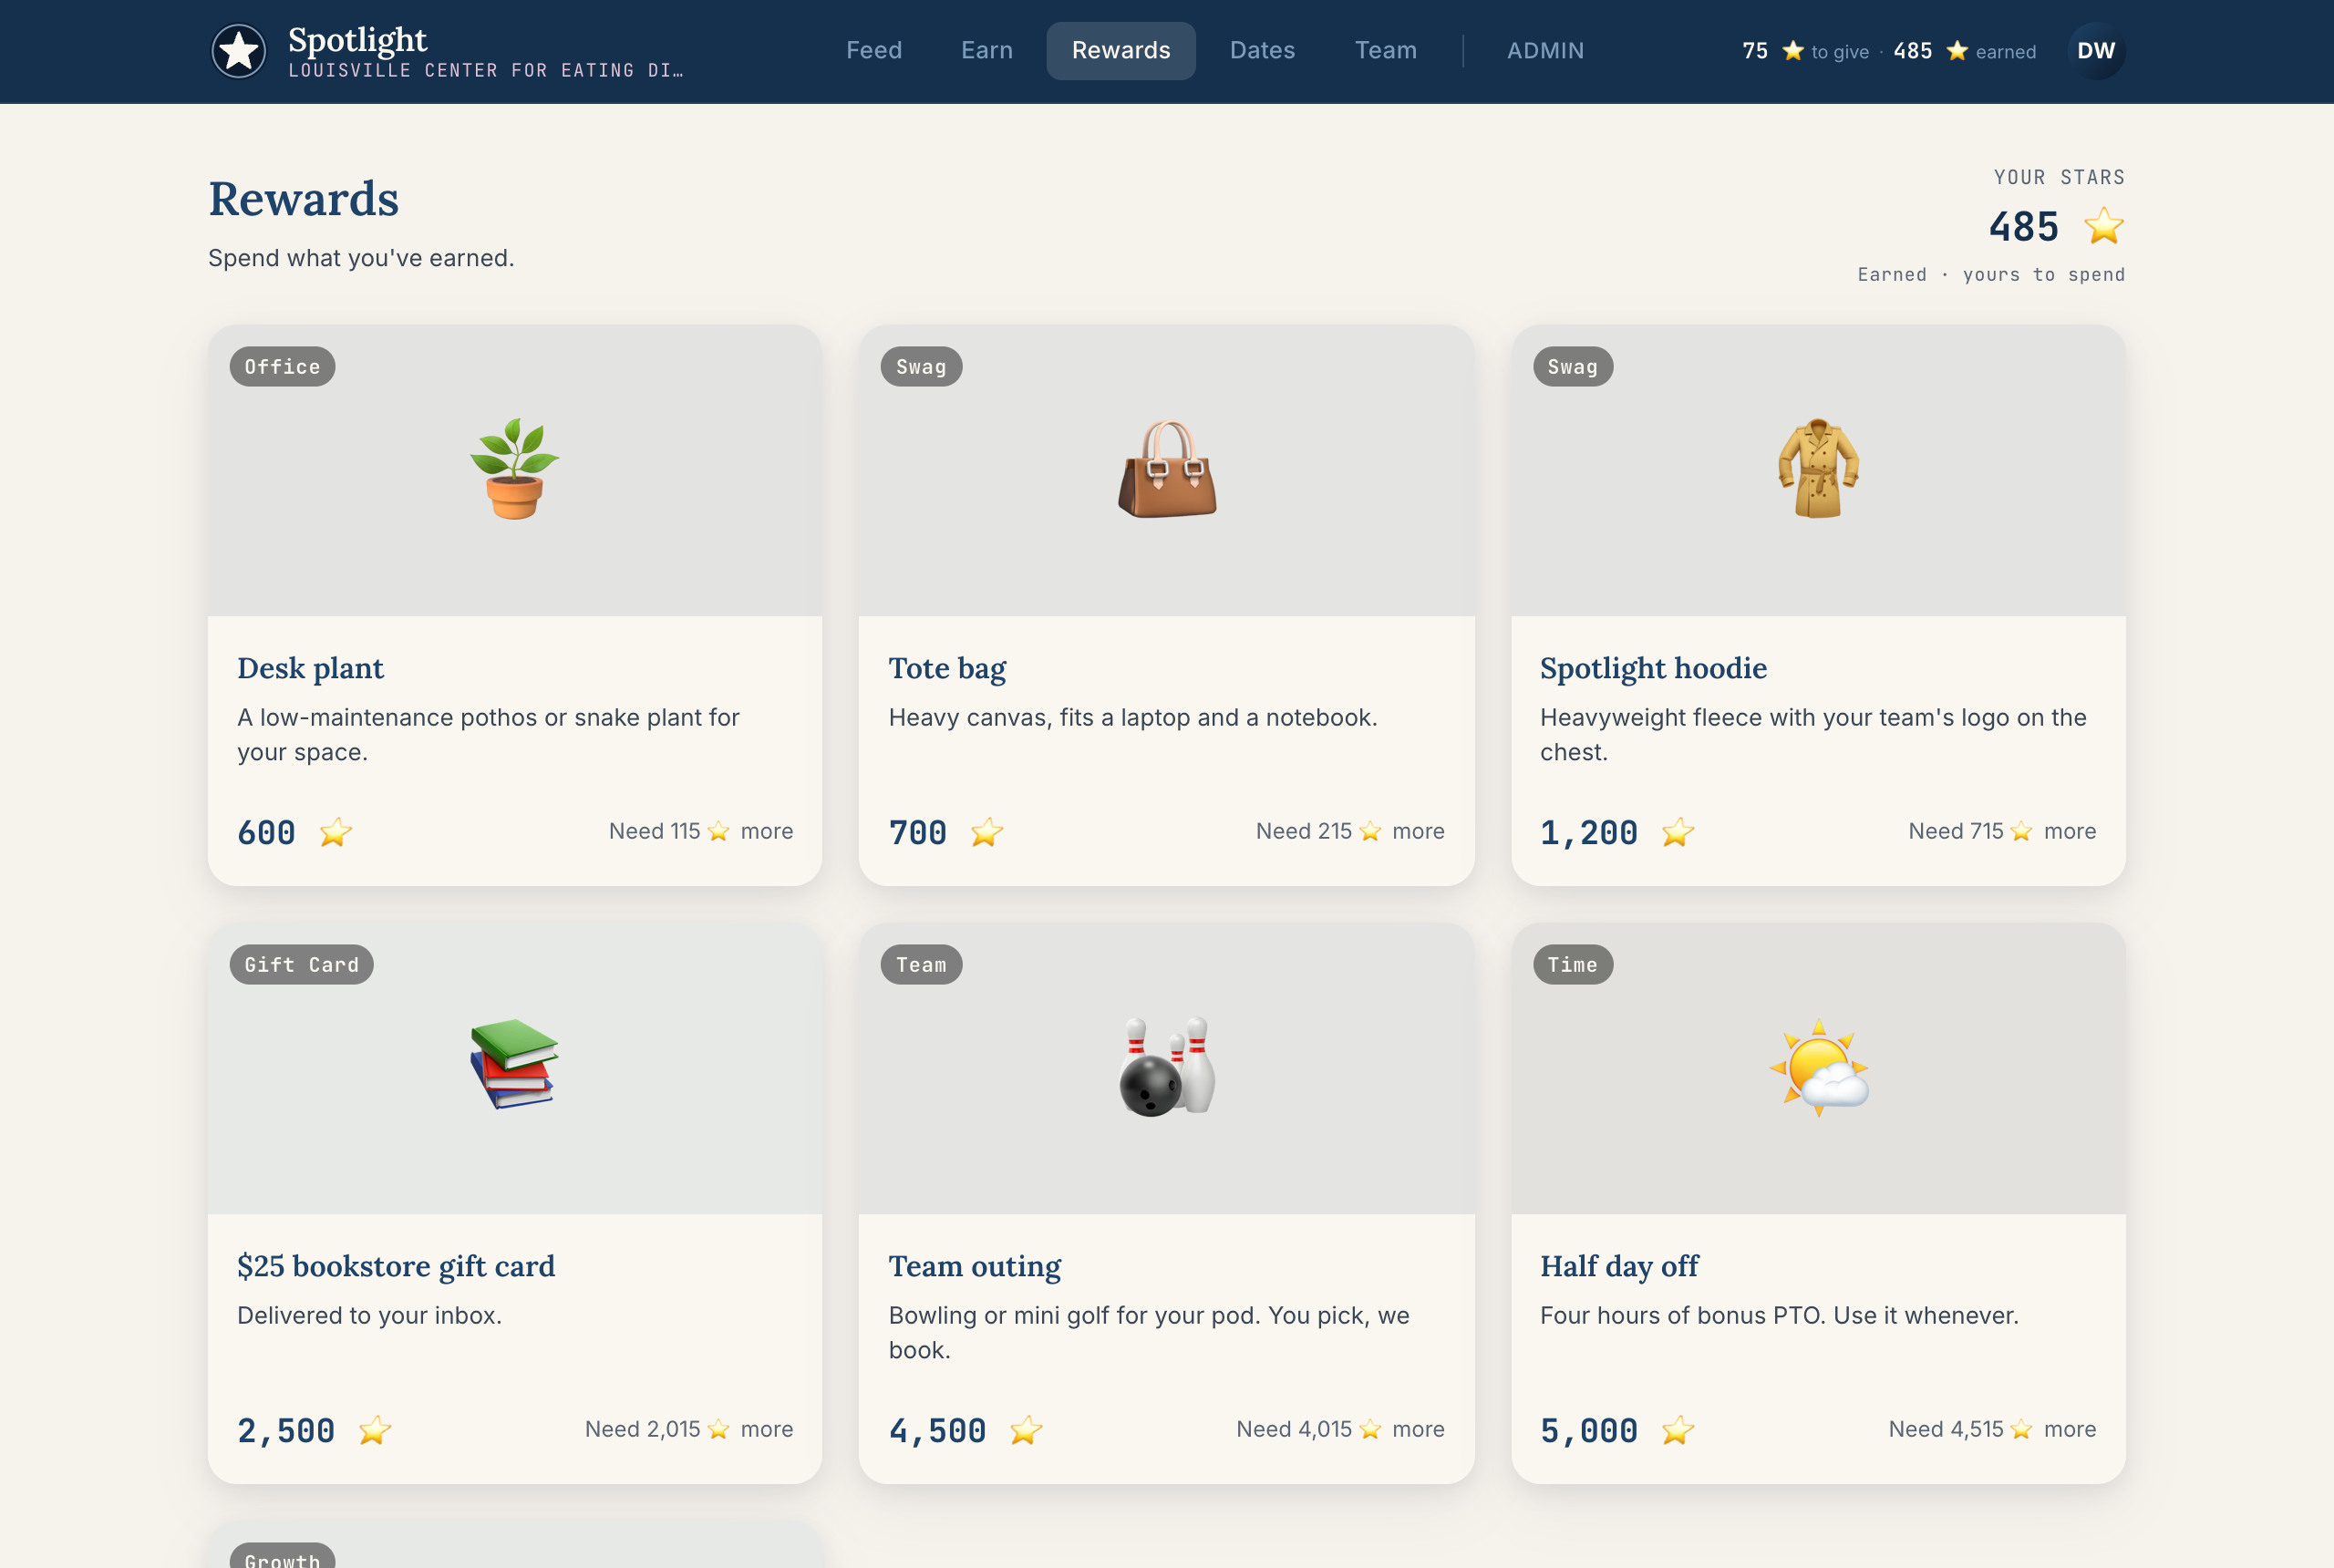 Spotlight
LOUISVILLE CENTER FOR EATING DI…
Feed
Earn
Rewards
Dates
Team
ADMIN
75 ⭐ to give · 485 ⭐ earned
DW
Rewards
Spend what you've earned.
YOUR STARS
485 ⭐
Earned · yours to spend
Office
Desk plant
A low-maintenance pothos or snake plant for
your space.
600 ⭐
Need 115 ⭐ more
Swag
Tote bag
Heavy canvas, fits a laptop and a notebook.
700 ⭐
Need 215 ⭐ more
Swag
Spotlight hoodie
Heavyweight fleece with your team's logo on the
chest.
1,200 ⭐
Need 715 ⭐ more
Gift Card
$25 bookstore gift card
Delivered to your inbox.
2,500 ⭐
Need 2,015 ⭐ more
Team
Team outing
Bowling or mini golf for your pod. You pick, we
book.
4,500 ⭐
Need 4,015 ⭐ more
Time
Half day off
Four hours of bonus PTO. Use it whenever.
5,000 ⭐
Need 4,515 ⭐ more
Growth